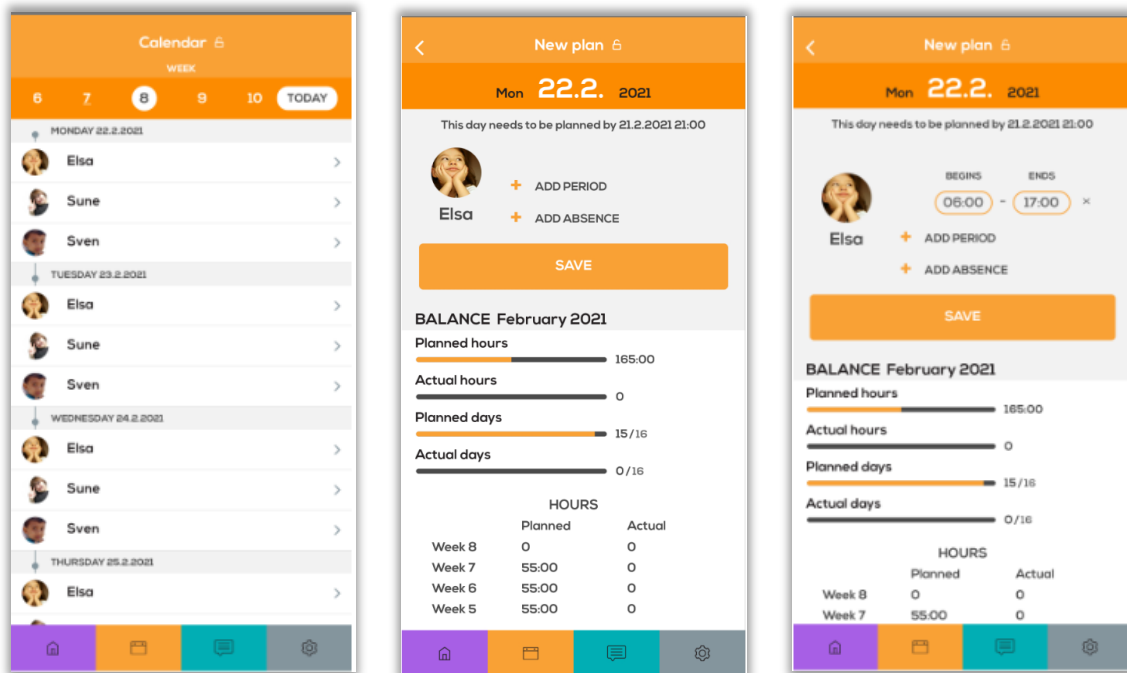 Calendar
WEEK
6 7 8 9 10 TODAY
MONDAY 22.2.2021
Elsa
Sune
Sven
TUESDAY 23.2.2021
Elsa
Sune
Sven
WEDNESDAY 24.2.2021
Elsa
Sune
Sven
THURSDAY 25.2.2021
Elsa
New plan
Mon 22.2. 2021
This day needs to be planned by 21.2.2021 21:00
+ ADD PERIOD
Elsa + ADD ABSENCE
SAVE
BALANCE February 2021
Planned hours
165:00
Actual hours
0
Planned days
15/16
Actual days
0/16
HOURS
Planned Actual
Week 8 0 0
Week 7 55:00 0
Week 6 55:00 0
Week 5 55:00 0
New plan
Mon 22.2. 2021
This day needs to be planned by 21.2.2021 21:00
BEGINS ENDS
06:00 - 17:00 ×
Elsa + ADD PERIOD
+ ADD ABSENCE
SAVE
BALANCE February 2021
Planned hours
165:00
Actual hours
0
Planned days
15/16
Actual days
0/16
HOURS
Planned Actual
Week 8 0 0
Week 7 55:00 0